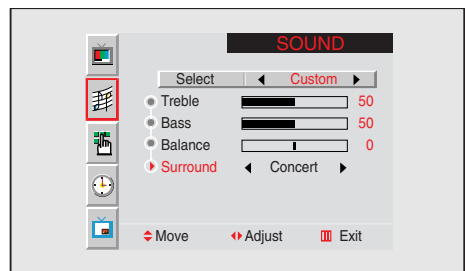 SOUND
Select Custom
Treble 50
Bass 50
Balance 0
Surround Concert
Move Adjust Exit